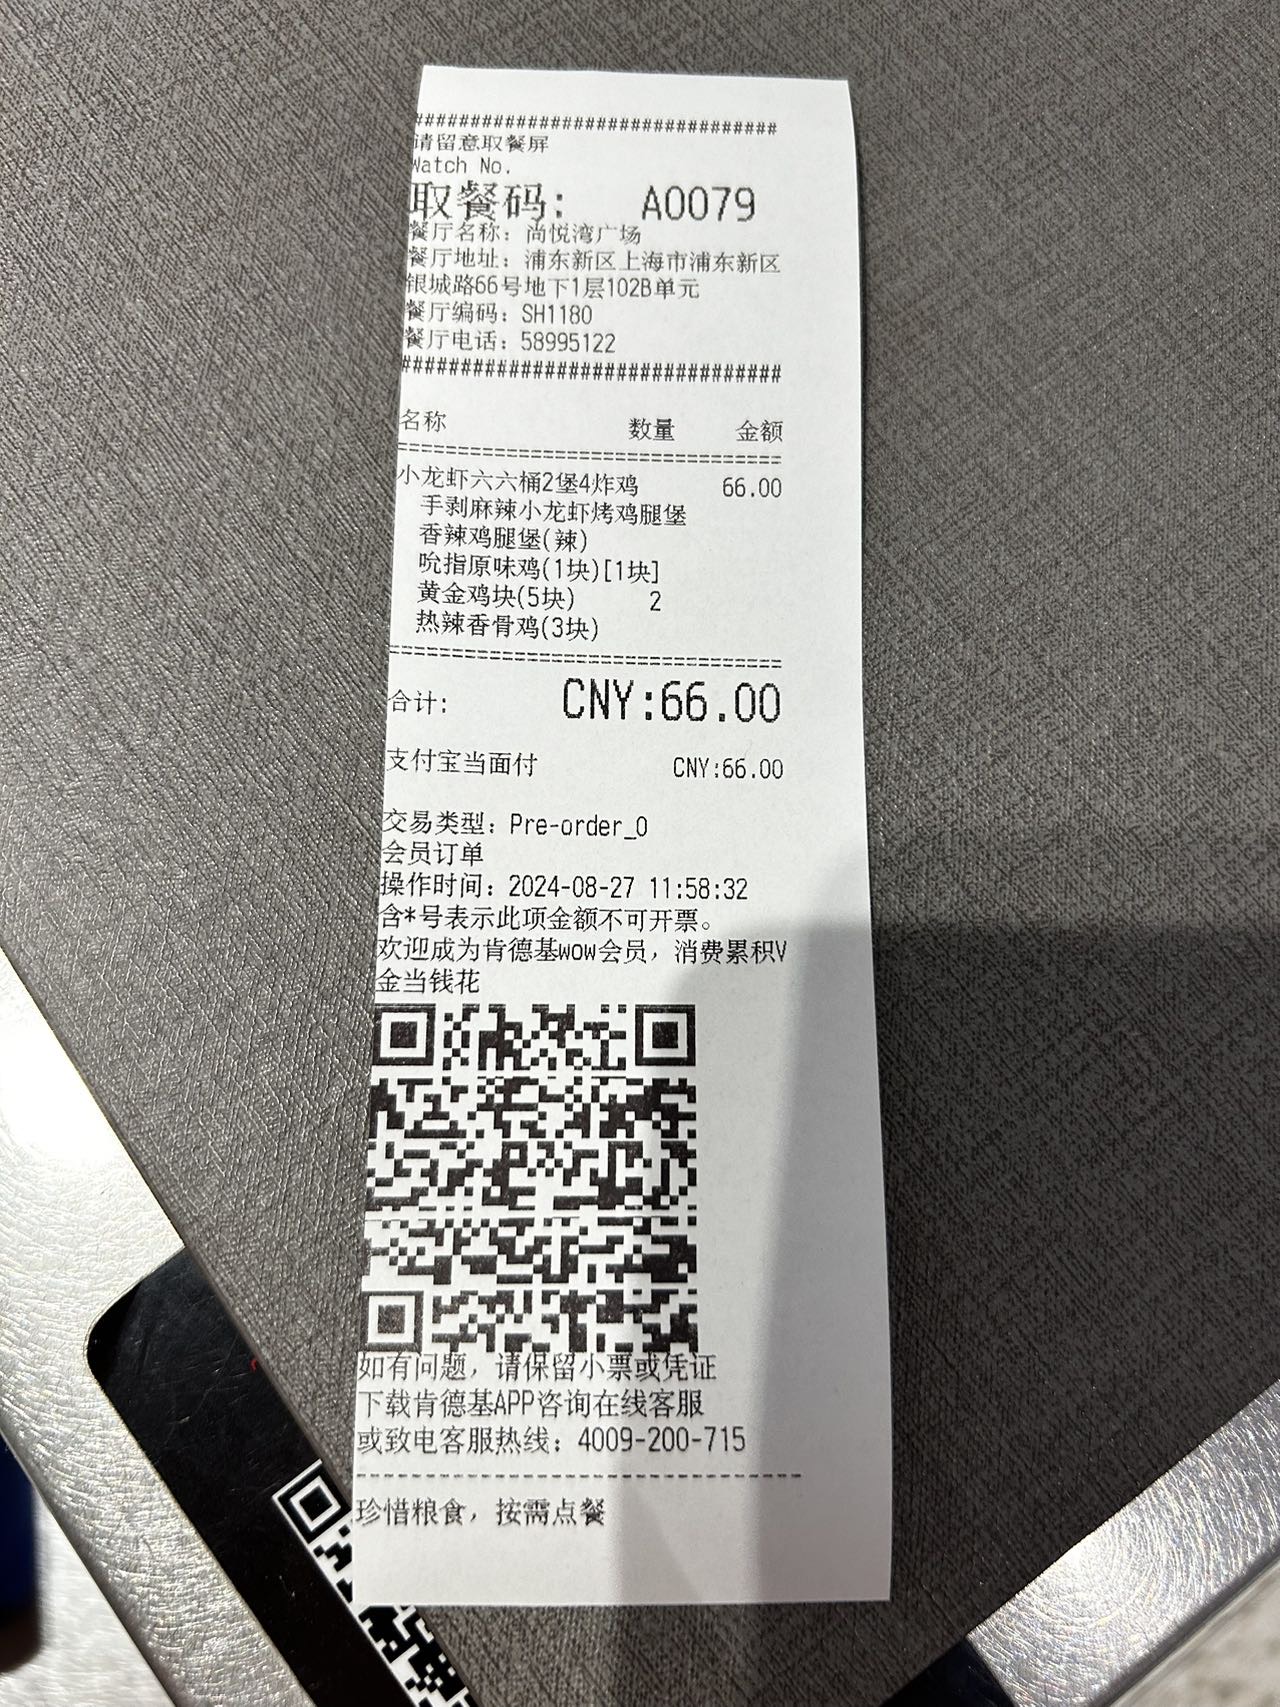 ################################
请留意取餐屏
Watch No.
取餐码: A0079
餐厅名称: 尚悦湾广场
餐厅地址: 浦东新区上海市浦东新区
银城路66号地下1层102B单元
餐厅编码: SH1180
餐厅电话: 58995122
################################
名称 数量 金额
================================
小龙虾六六桶2堡4炸鸡 66.00
手剥麻辣小龙虾烤鸡腿堡
香辣鸡腿堡(辣)
吮指原味鸡(1块)[1块]
黄金鸡块(5块) 2
热辣香骨鸡(3块)
================================
合计: CNY:66.00
支付宝当面付 CNY:66.00
交易类型: Pre-order_0
会员订单
操作时间: 2024-08-27 11:58:32
含*号表示此项金额不可开票。
欢迎成为肯德基wow会员，消费累积V
金当钱花
如有问题，请保留小票或凭证
下载肯德基APP咨询在线客服
或致电客服热线: 4009-200-715
--------------------------------
珍惜粮食，按需点餐